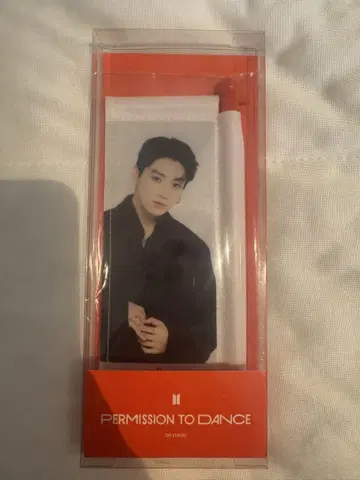 PERMISSION TO DANCE